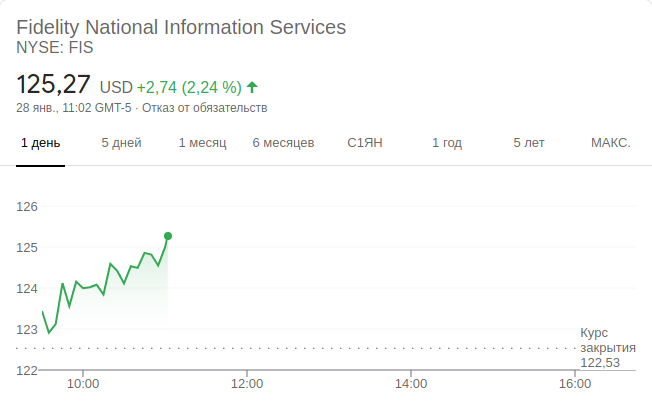 Fidelity National Information Services
NYSE: FIS
125,27 USD +2,74 (2,24 %)
28 янв., 11:02 GMT-5 · Отказ от обязательств
1 день 5 дней 1 месяц 6 месяцев С1ЯН 1 год 5 лет МАКС.
126
125
124
123
122
Курс
закрытия
122,53
10:00 12:00 14:00 16:00